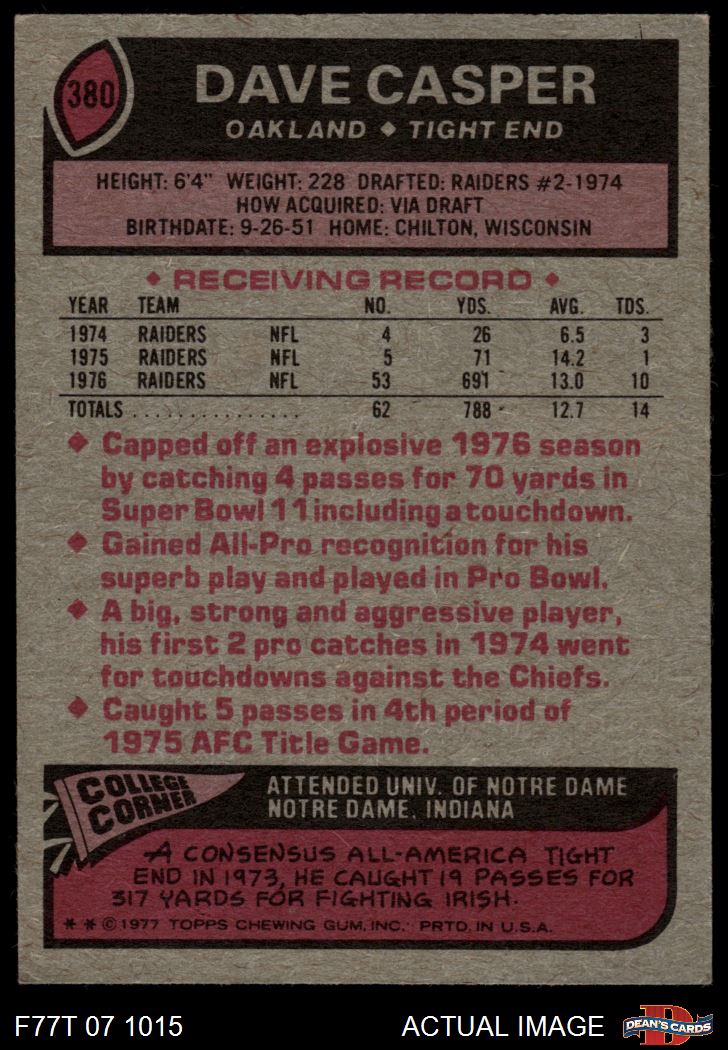 380
DAVE CASPER
OAKLAND ◆ TIGHT END
HEIGHT: 6'4" WEIGHT: 228 DRAFTED: RAIDERS #2-1974
HOW ACQUIRED: VIA DRAFT
BIRTHDATE: 9-26-51 HOME: CHILTON, WISCONSIN
◆ RECEIVING RECORD ◆
YEAR TEAM NO. YDS. AVG. TDS.
1974 RAIDERS NFL 4 26 6.5 3
1975 RAIDERS NFL 5 71 14.2 1
1976 RAIDERS NFL 53 691 13.0 10
TOTALS ............... 62 788 12.7 14
◆ Capped off an explosive 1976 season
by catching 4 passes for 70 yards in
Super Bowl 11 including a touchdown.
◆ Gained All-Pro recognition for his
superb play and played in Pro Bowl.
◆ A big, strong and aggressive player,
his first 2 pro catches in 1974 went
for touchdowns against the Chiefs.
◆ Caught 5 passes in 4th period of
1975 AFC Title Game.
COLLEGE
CORNER
ATTENDED UNIV. OF NOTRE DAME
NOTRE DAME, INDIANA
A CONSENSUS ALL-AMERICA TIGHT
END IN 1973, HE CAUGHT 19 PASSES FOR
317 YARDS FOR FIGHTING IRISH.
* * © 1977 TOPPS CHEWING GUM, INC. PRTD. IN U.S.A.
F77T 07 1015
ACTUAL IMAGE
D
DEAN'S CARDS